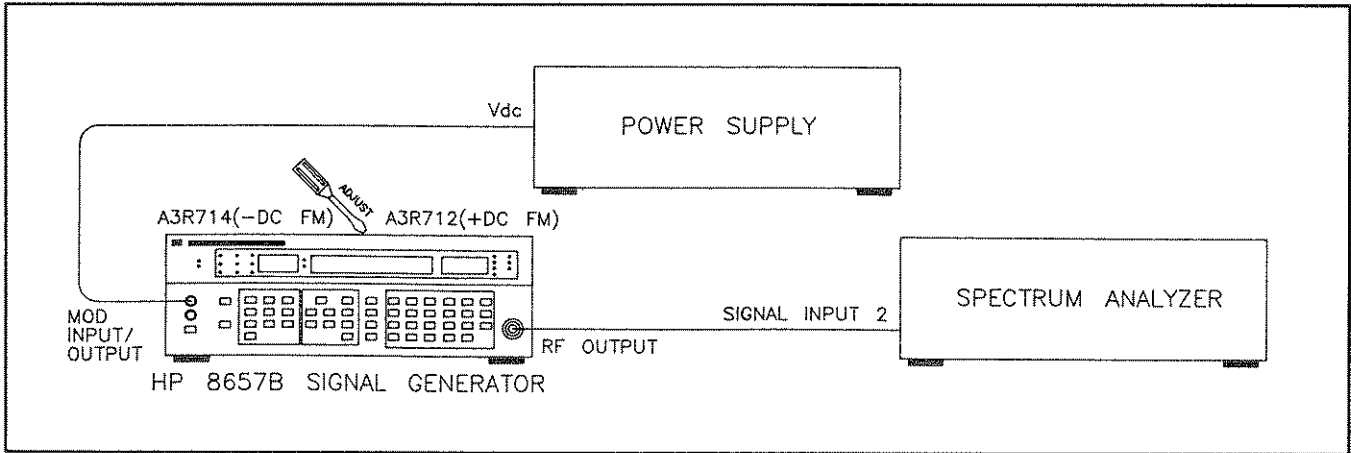 POWER SUPPLY
Vdc
ADJUST
A3R714(-DC FM)
A3R712(+DC FM)
SPECTRUM ANALYZER
SIGNAL INPUT 2
MOD
INPUT/
OUTPUT
RF OUTPUT
HP 8657B SIGNAL GENERATOR